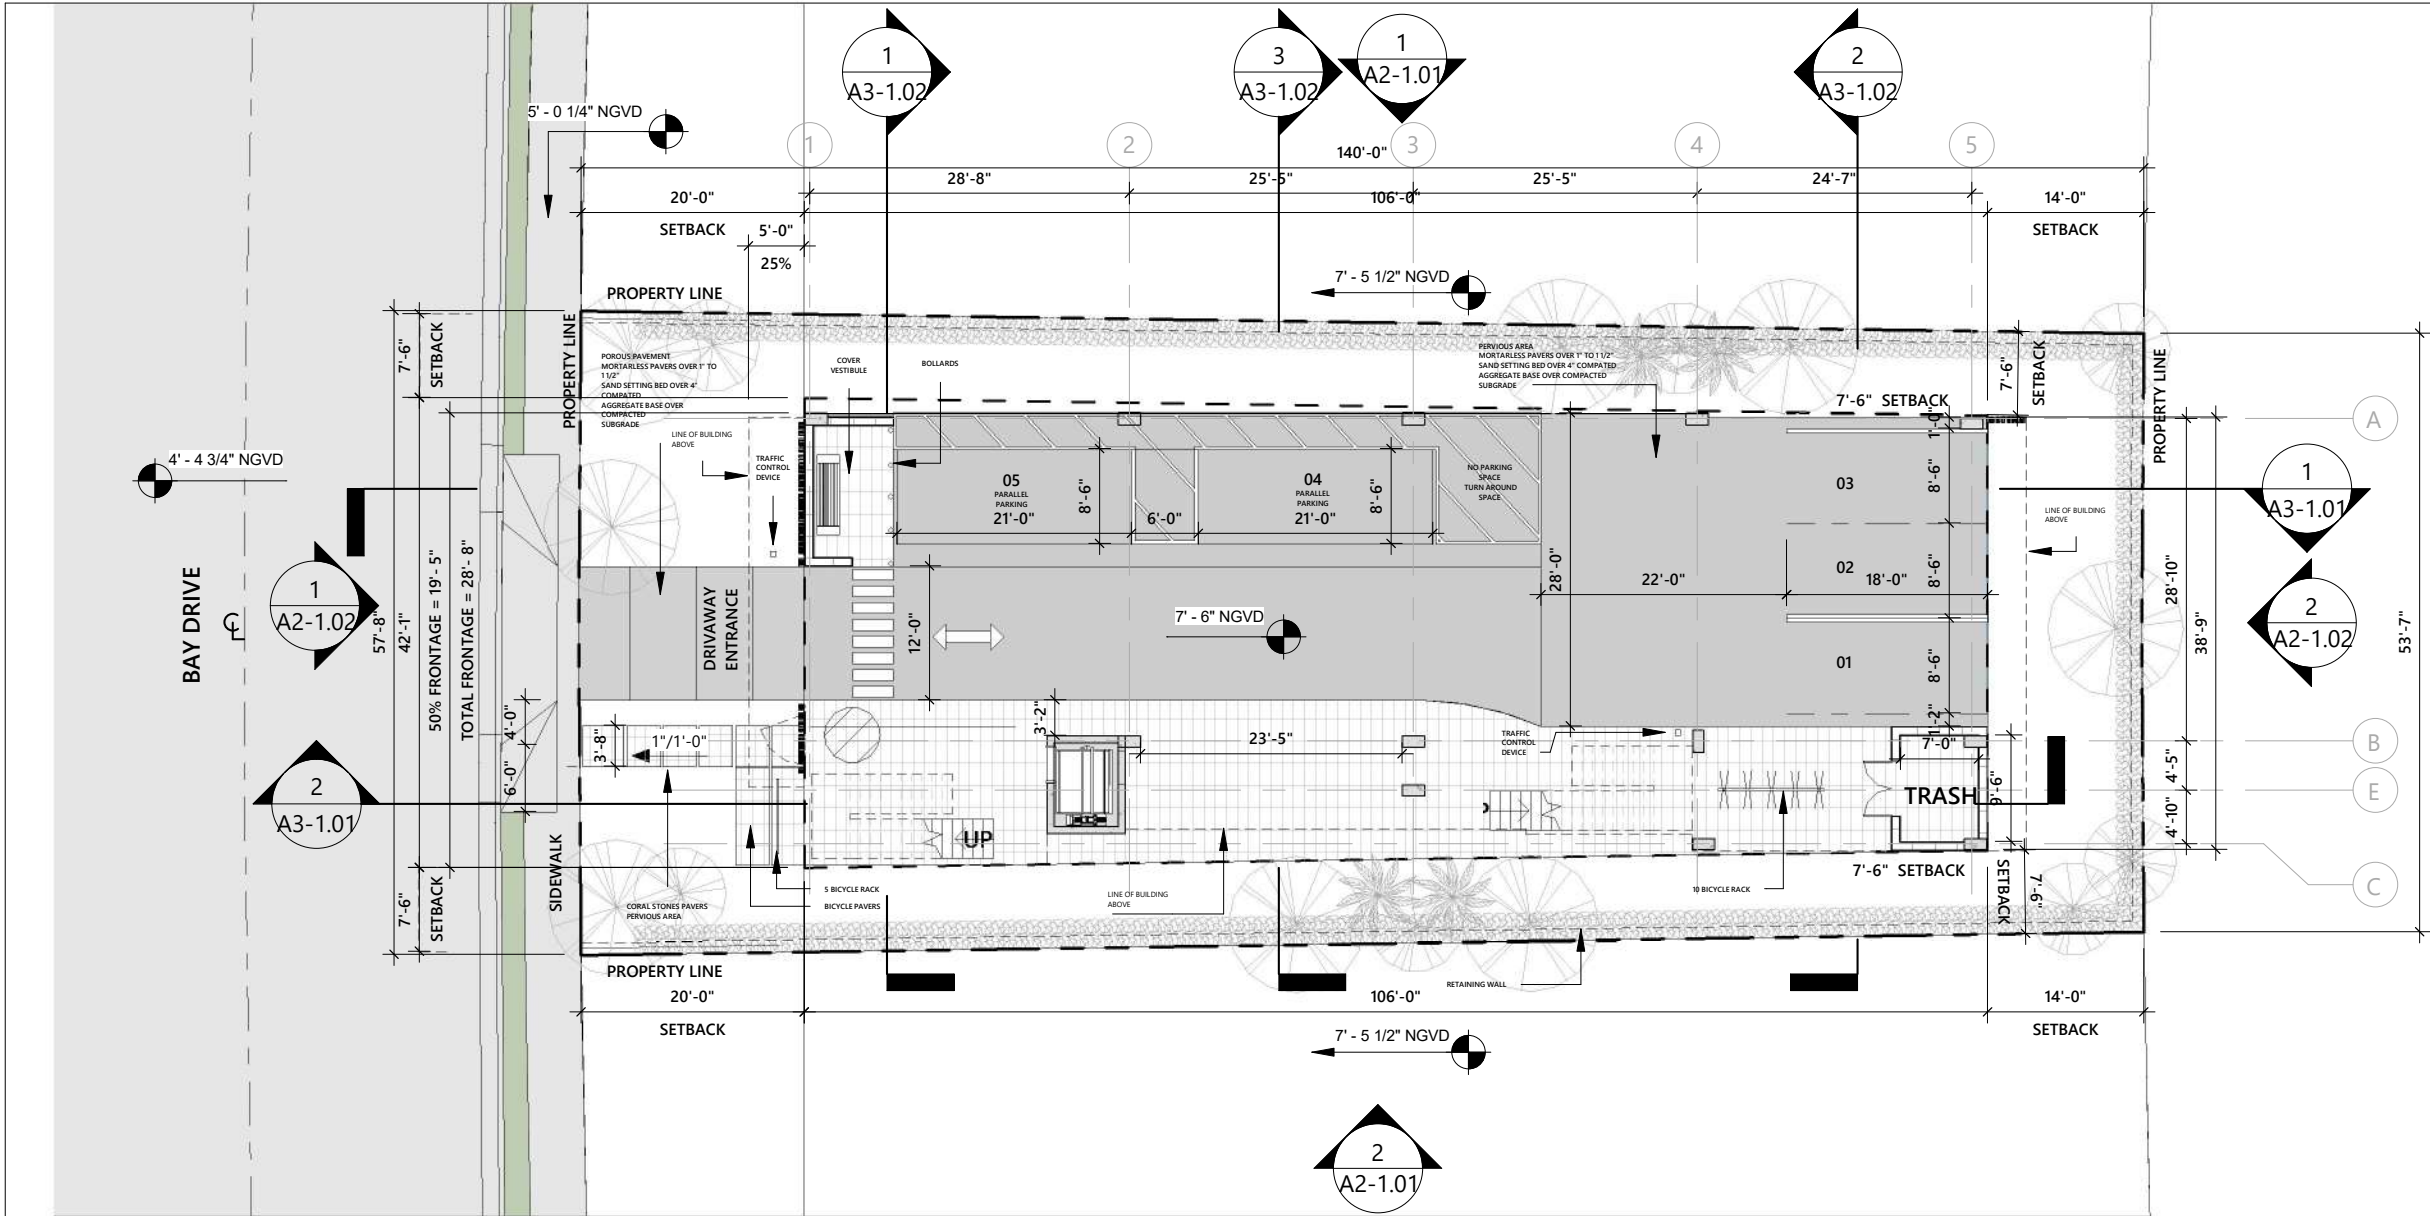 1
A3-1.02
3
A3-1.02
1
A2-1.01
2
A3-1.02
5' - 0 1/4" NGVD
1
2
3
4
5
140'-0"
28'-8"
25'-5"
25'-5"
24'-7"
20'-0"
106'-0"
14'-0"
SETBACK
5'-0"
SETBACK
25%
7' - 5 1/2" NGVD
PROPERTY LINE
PROPERTY LINE
7'-6"
SETBACK
POROUS PAVEMENT
MORTARLESS PAVERS OVER 1" TO
1 1/2"
SAND SETTING BED OVER 4"
COMPATED
AGGREGATE BASE OVER
COMPACTED
SUBGRADE
COVER
VESTIBULE
BOLLARDS
PERVIOUS AREA
MORTARLESS PAVERS OVER 1" TO 1 1/2"
SAND SETTING BED OVER 4" COMPATED
AGGREGATE BASE OVER COMPACTED
SUBGRADE
7'-6"
SETBACK
PROPERTY LINE
7'-6" SETBACK
1'-0"
A
LINE OF BUILDING
ABOVE
TRAFFIC
CONTROL
DEVICE
4' - 4 3/4" NGVD
05
PARALLEL
PARKING
21'-0"
8'-6"
6'-0"
04
PARALLEL
PARKING
21'-0"
8'-6"
NO PARKING
SPACE
TURN AROUND
SPACE
03
8'-6"
1
A3-1.01
LINE OF BUILDING
ABOVE
28'-0"
22'-0"
02
18'-0"
8'-6"
28'-10"
38'-9"
53'-7"
2
A2-1.02
BAY DRIVE
1
A2-1.02
57'-8"
42'-1"
50% FRONTAGE = 19'- 5"
TOTAL FRONTAGE = 28'- 8"
DRIVAWAY
ENTRANCE
12'-0"
7' - 6" NGVD
01
8'-6"
1'-2"
4'-0"
6'-0"
3'-8"
1"/1'-0"
3'-2"
23'-5"
TRAFFIC
CONTROL
DEVICE
7'-0"
9'-6"
TRASH
4'-5"
4'-10"
B
E
C
2
A3-1.01
UP
7'-6"
SETBACK
SIDEWALK
CORAL STONES PAVERS
PERVIOUS AREA
5 BICYCLE RACK
BICYCLE PAVERS
LINE OF BUILDING
ABOVE
10 BICYCLE RACK
7'-6" SETBACK
SETBACK
7'-6"
PROPERTY LINE
RETAINING WALL
20'-0"
106'-0"
14'-0"
SETBACK
SETBACK
7' - 5 1/2" NGVD
2
A2-1.01